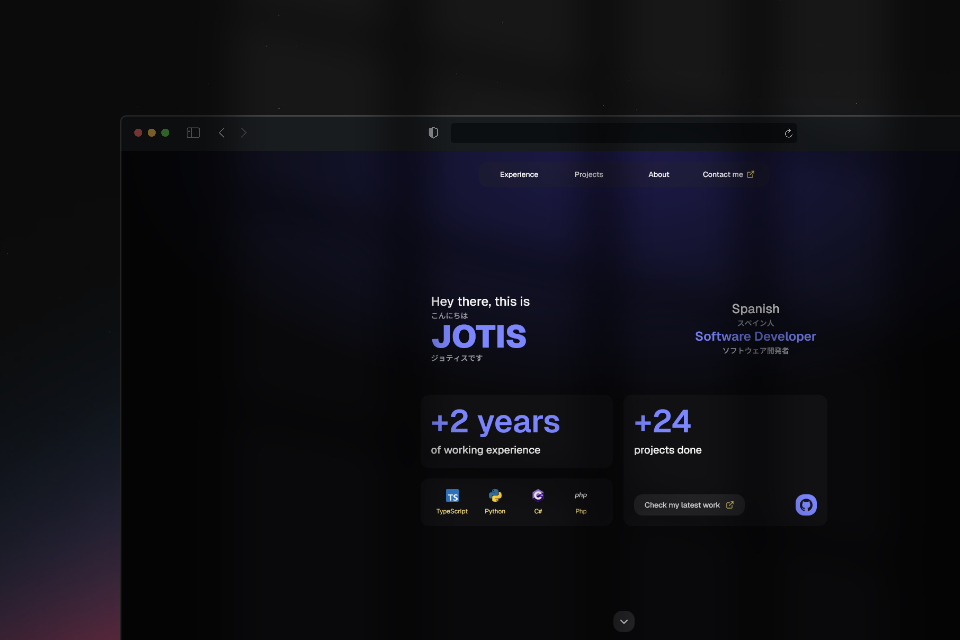 Experience Projects About Contact me
Hey there, this is
こんにちは
JOTIS
ジョティスです
Spanish
スペイン人
Software Developer
ソフトウェア開発者
+2 years
of working experience
+24
projects done
TS php
TypeScript Python C# Php
Check my latest work